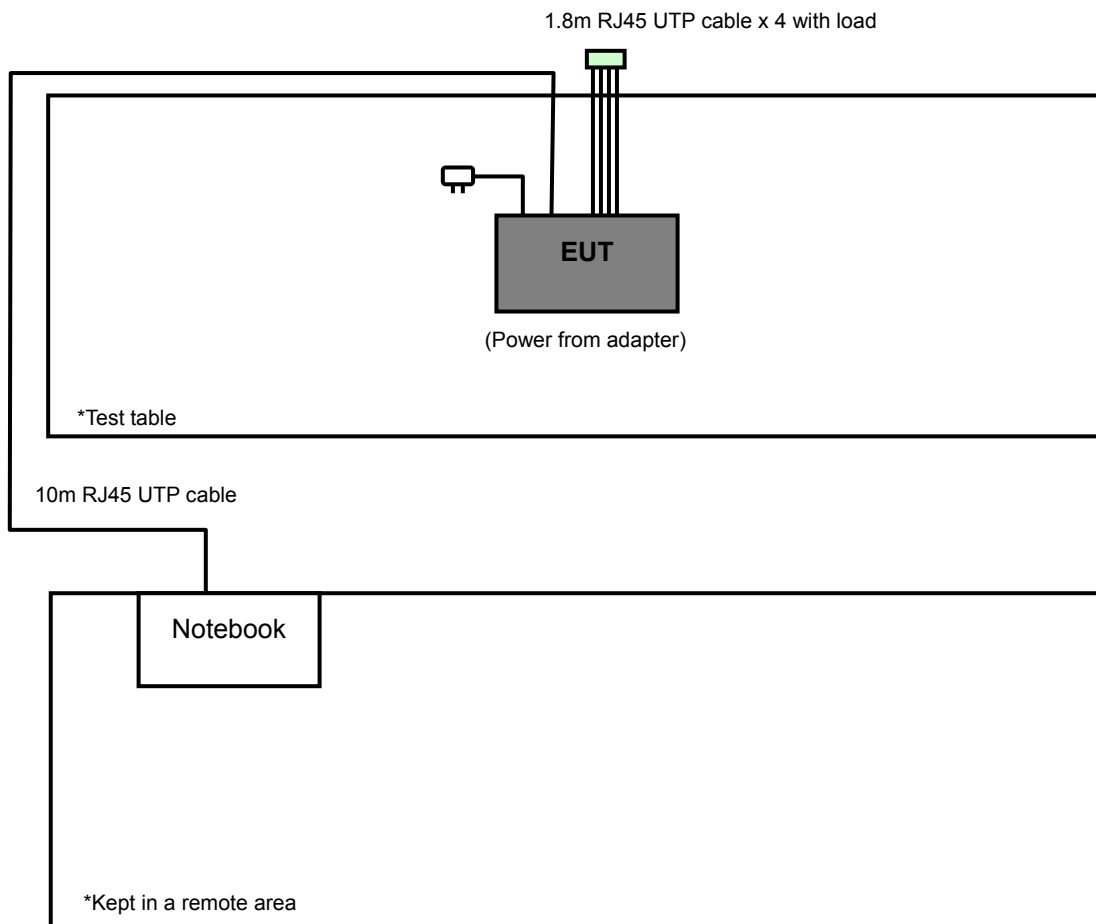 1.8m RJ45 UTP cable x 4 with load
EUT
(Power from adapter)
*Test table
10m RJ45 UTP cable
Notebook
*Kept in a remote area